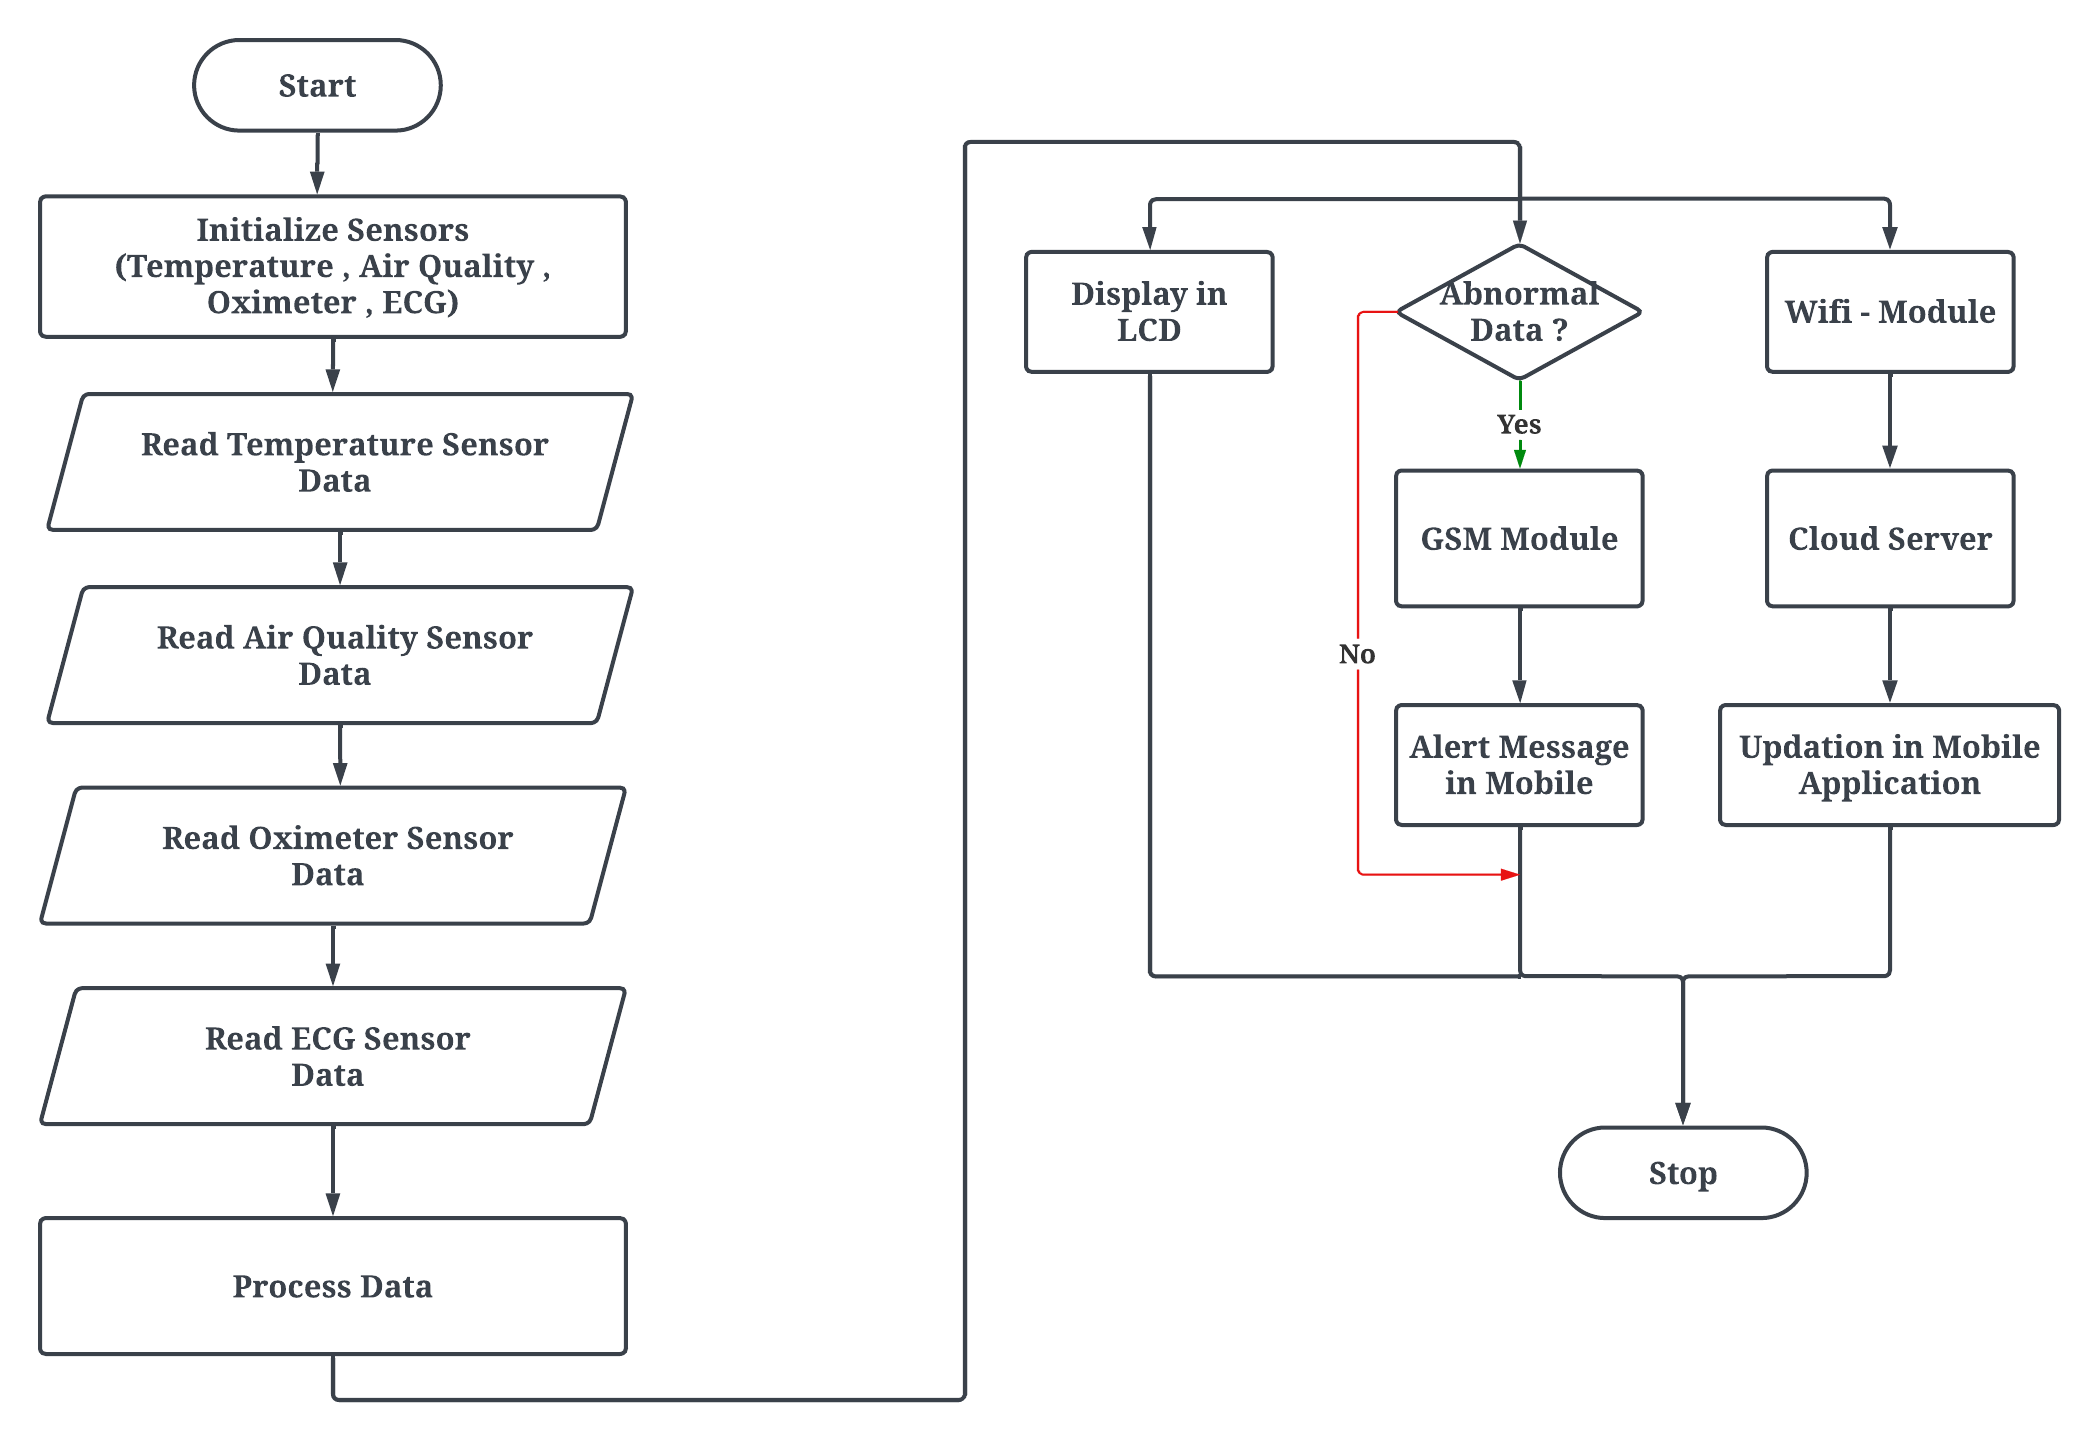 Start
Initialize Sensors
(Temperature , Air Quality ,
Oximeter , ECG)
Read Temperature Sensor
Data
Read Air Quality Sensor
Data
Read Oximeter Sensor
Data
Read ECG Sensor
Data
Process Data
Display in
LCD
Abnormal
Data ?
Wifi - Module
Yes
GSM Module
Cloud Server
No
Alert Message
in Mobile
Updation in Mobile
Application
Stop